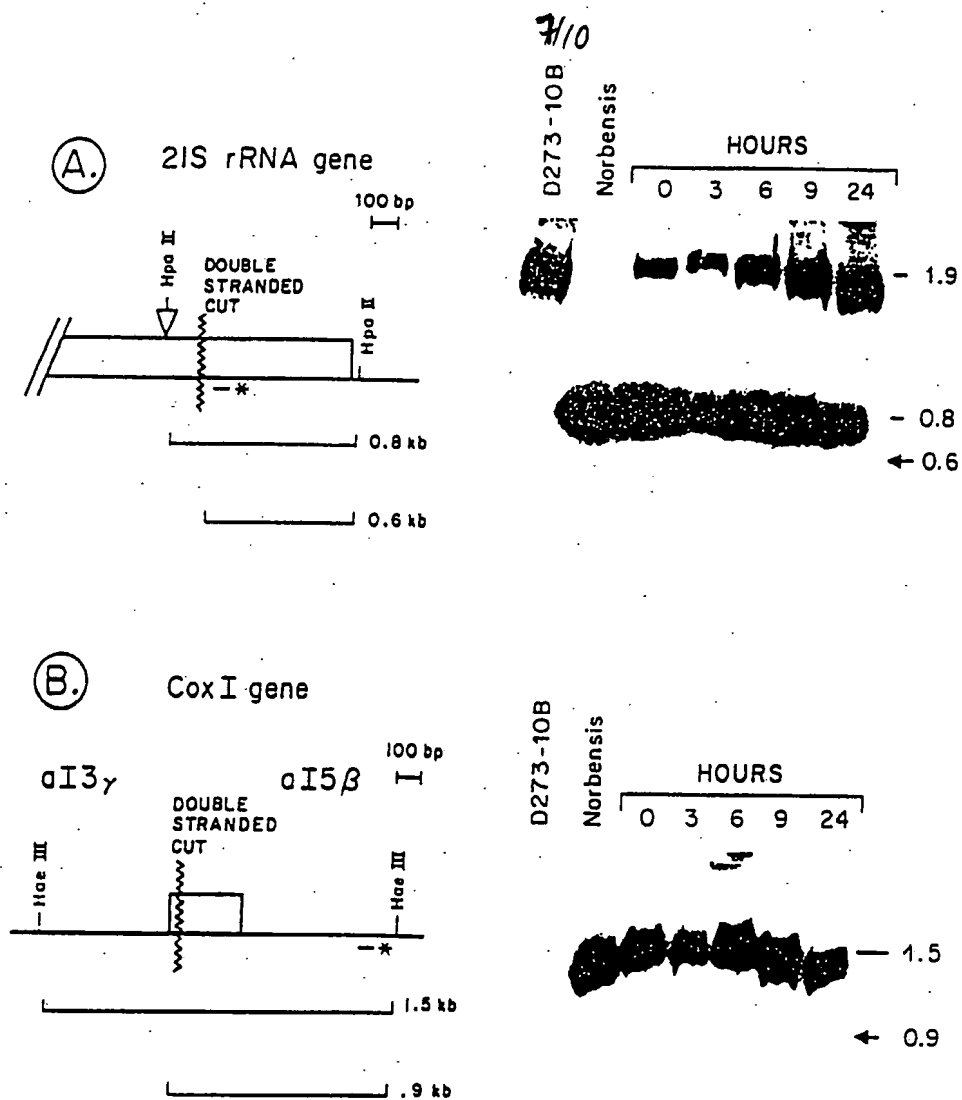 7/10
A.
21S rRNA gene
100 bp
Hpa II
DOUBLE
STRANDED
CUT
Hpa II
-*
0.8 kb
0.6 kb
D273-10B
Norbensis
HOURS
0 3 6 9 24
- 1.9
- 0.8
← 0.6
B.
Cox I gene
aI3γ
aI5β
100 bp
DOUBLE
STRANDED
CUT
Hae III
Hae III
-*
1.5 kb
.9 kb
D273-10B
Norbensis
HOURS
0 3 6 9 24
— 1.5
← 0.9